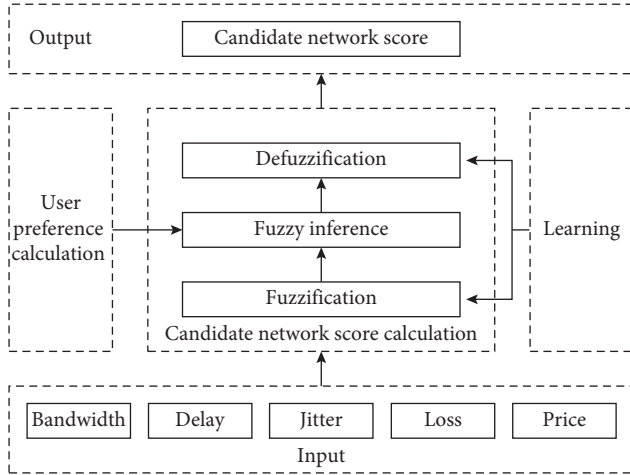 Output
Candidate network score
Defuzzification
User
preference
calculation
Fuzzy inference
Learning
Fuzzification
Candidate network score calculation
Bandwidth
Delay
Jitter
Loss
Price
Input